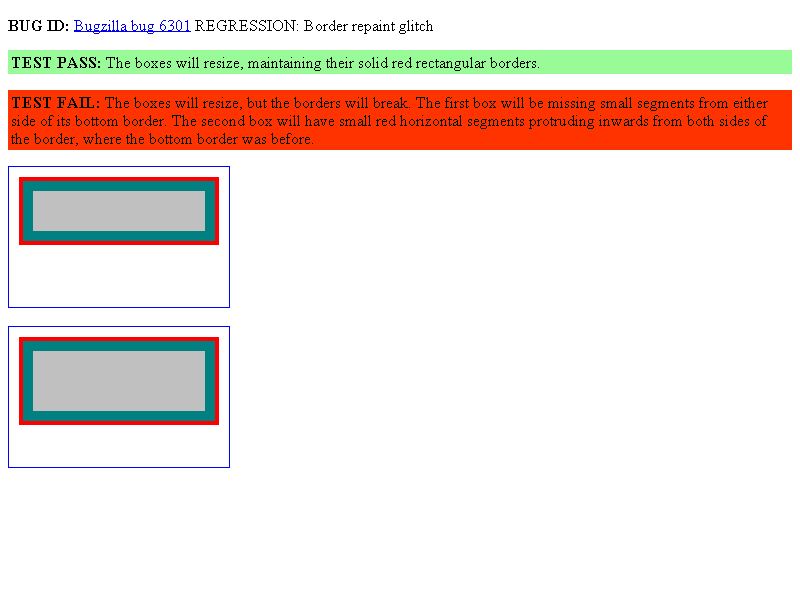 BUG ID: Bugzilla bug 6301 REGRESSION: Border repaint glitch
TEST PASS: The boxes will resize, maintaining their solid red rectangular borders.
TEST FAIL: The boxes will resize, but the borders will break. The first box will be missing small segments from either
side of its bottom border. The second box will have small red horizontal segments protruding inwards from both sides of
the border, where the bottom border was before.